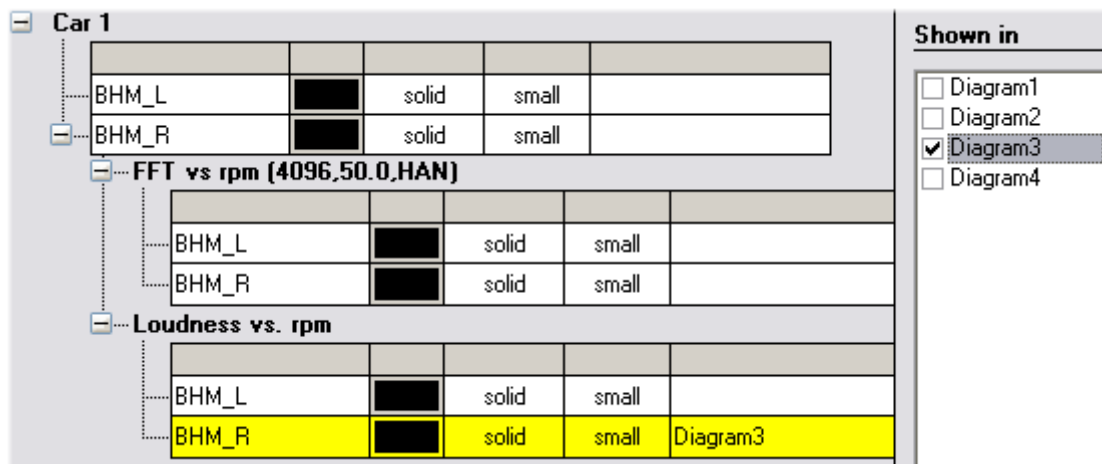 Car 1
BHM_L solid small
BHM_R solid small
FFT vs rpm (4096,50.0,HAN)
BHM_L solid small
BHM_R solid small
Loudness vs. rpm
BHM_L solid small
BHM_R solid small Diagram3
Shown in
Diagram1
Diagram2
Diagram3
Diagram4